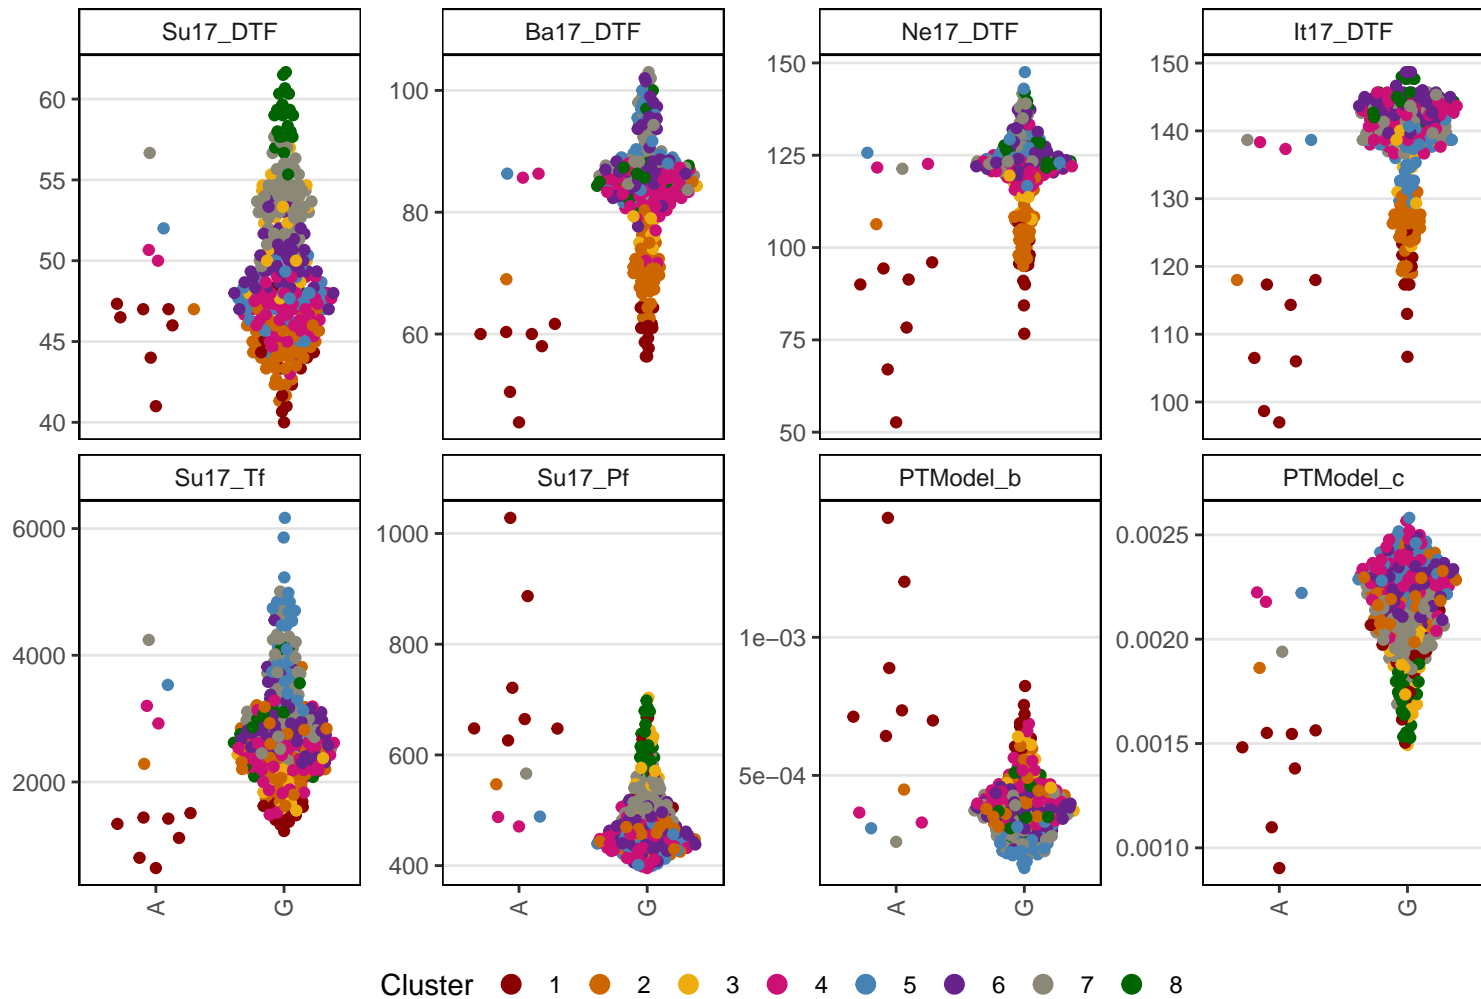 Su17_DTF Ba17_DTF Ne17_DTF It17_DTF
60 55 50 45 40
100 80 60
150 125 100 75 50
150 140 130 120 110 100
Su17_Tf Su17_Pf PTModel_b PTModel_c
6000 4000 2000
1000 800 600 400
1e−03 5e−04
0.0025 0.0020 0.0015 0.0010
A G A G A G A G
Cluster 1 2 3 4 5 6 7 8